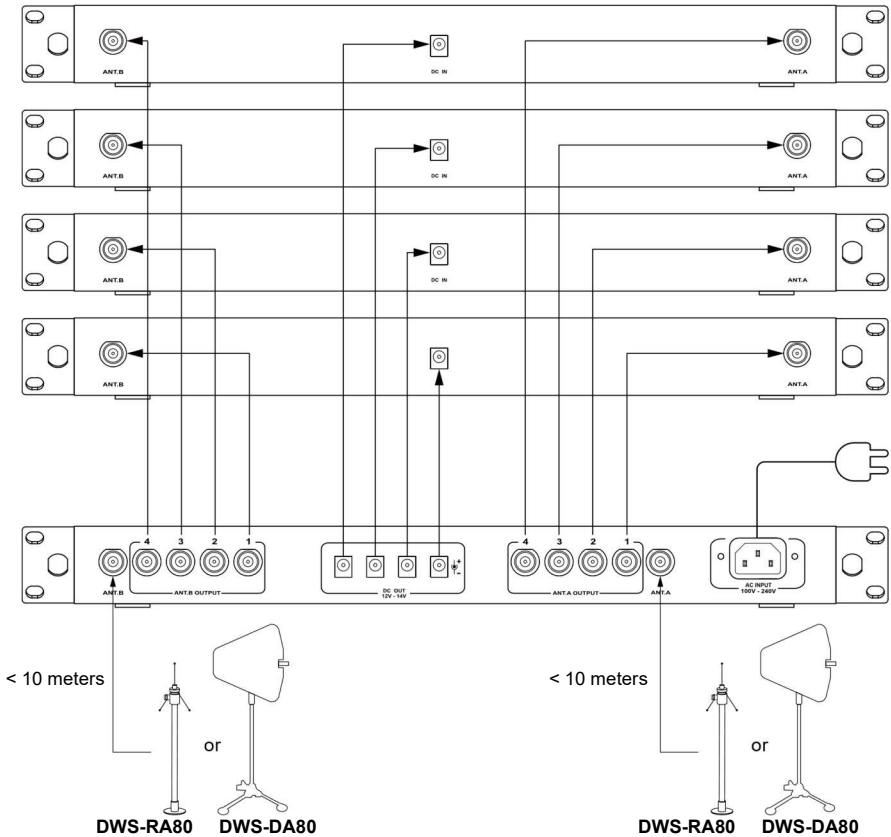 ANT.B
DC IN
ANT.A
ANT.B
DC IN
ANT.A
ANT.B
DC IN
ANT.A
ANT.B
ANT.A
4 3 2 1
4 3 2 1
+
-
ANT.B
ANT.B OUTPUT
DC OUT
12V - 14V
ANT.A OUTPUT
ANT.A
AC INPUT
100V - 240V
< 10 meters
or
DWS-RA80 DWS-DA80
< 10 meters
or
DWS-RA80 DWS-DA80